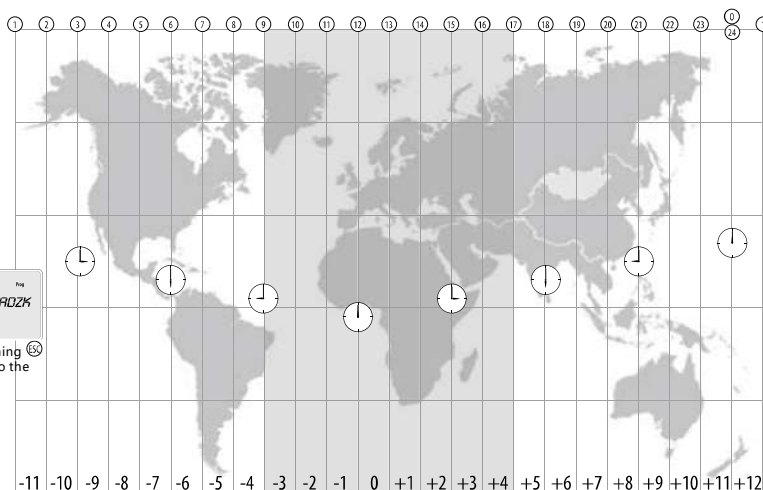 1 2 3 4 5 6 7 8 9 10 11 12 13 14 15 16 17 18 19 20 21 22 23 0
24
Prog
ESC
o the
-11 -10 -9 -8 -7 -6 -5 -4 -3 -2 -1 0 +1 +2 +3 +4 +5 +6 +7 +8 +9 +10 +11 +12